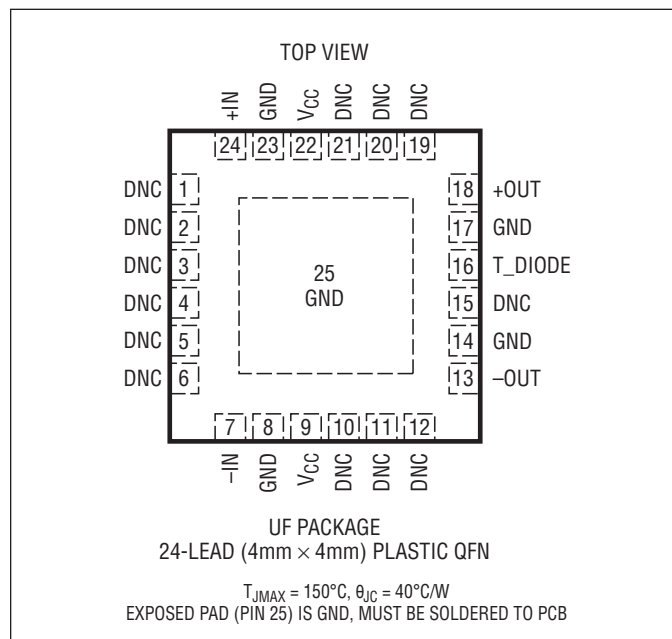 TOP VIEW
+IN GND VCC DNC DNC DNC
24 23 22 21 20 19
DNC 1
DNC 2
DNC 3
DNC 4
DNC 5
DNC 6
25
GND
18 +OUT
17 GND
16 T_DIODE
15 DNC
14 GND
13 –OUT
7 8 9 10 11 12
–IN GND VCC DNC DNC DNC
UF PACKAGE
24-LEAD (4mm × 4mm) PLASTIC QFN
TJMAX = 150°C, θJC = 40°C/W
EXPOSED PAD (PIN 25) IS GND, MUST BE SOLDERED TO PCB